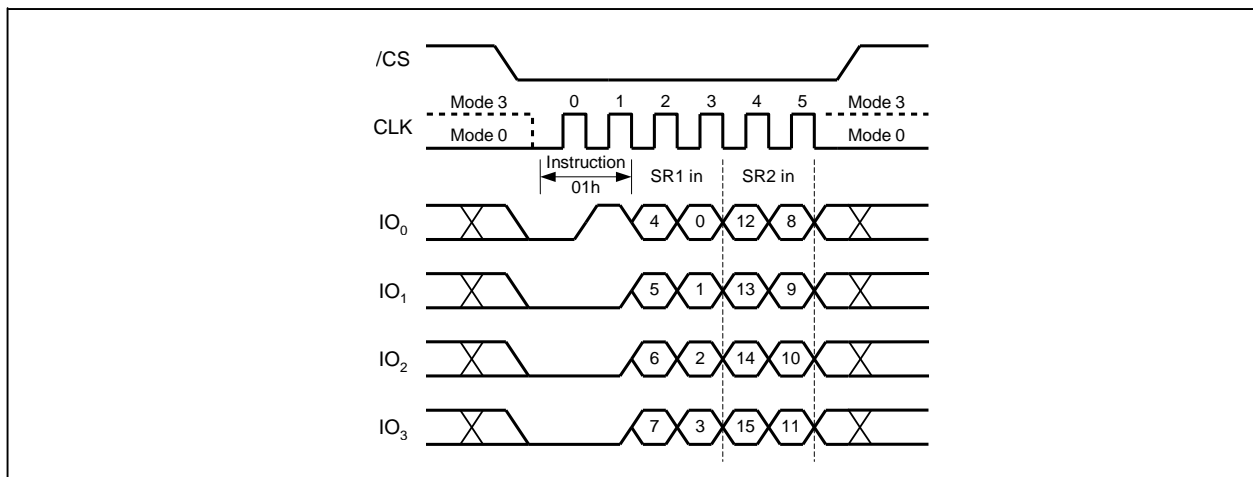 /CS
Mode 3 0 1 2 3 4 5 Mode 3
CLK
Mode 0 Mode 0
Instruction
01h SR1 in SR2 in
IO0 4 0 12 8
IO1 5 1 13 9
IO2 6 2 14 10
IO3 7 3 15 11